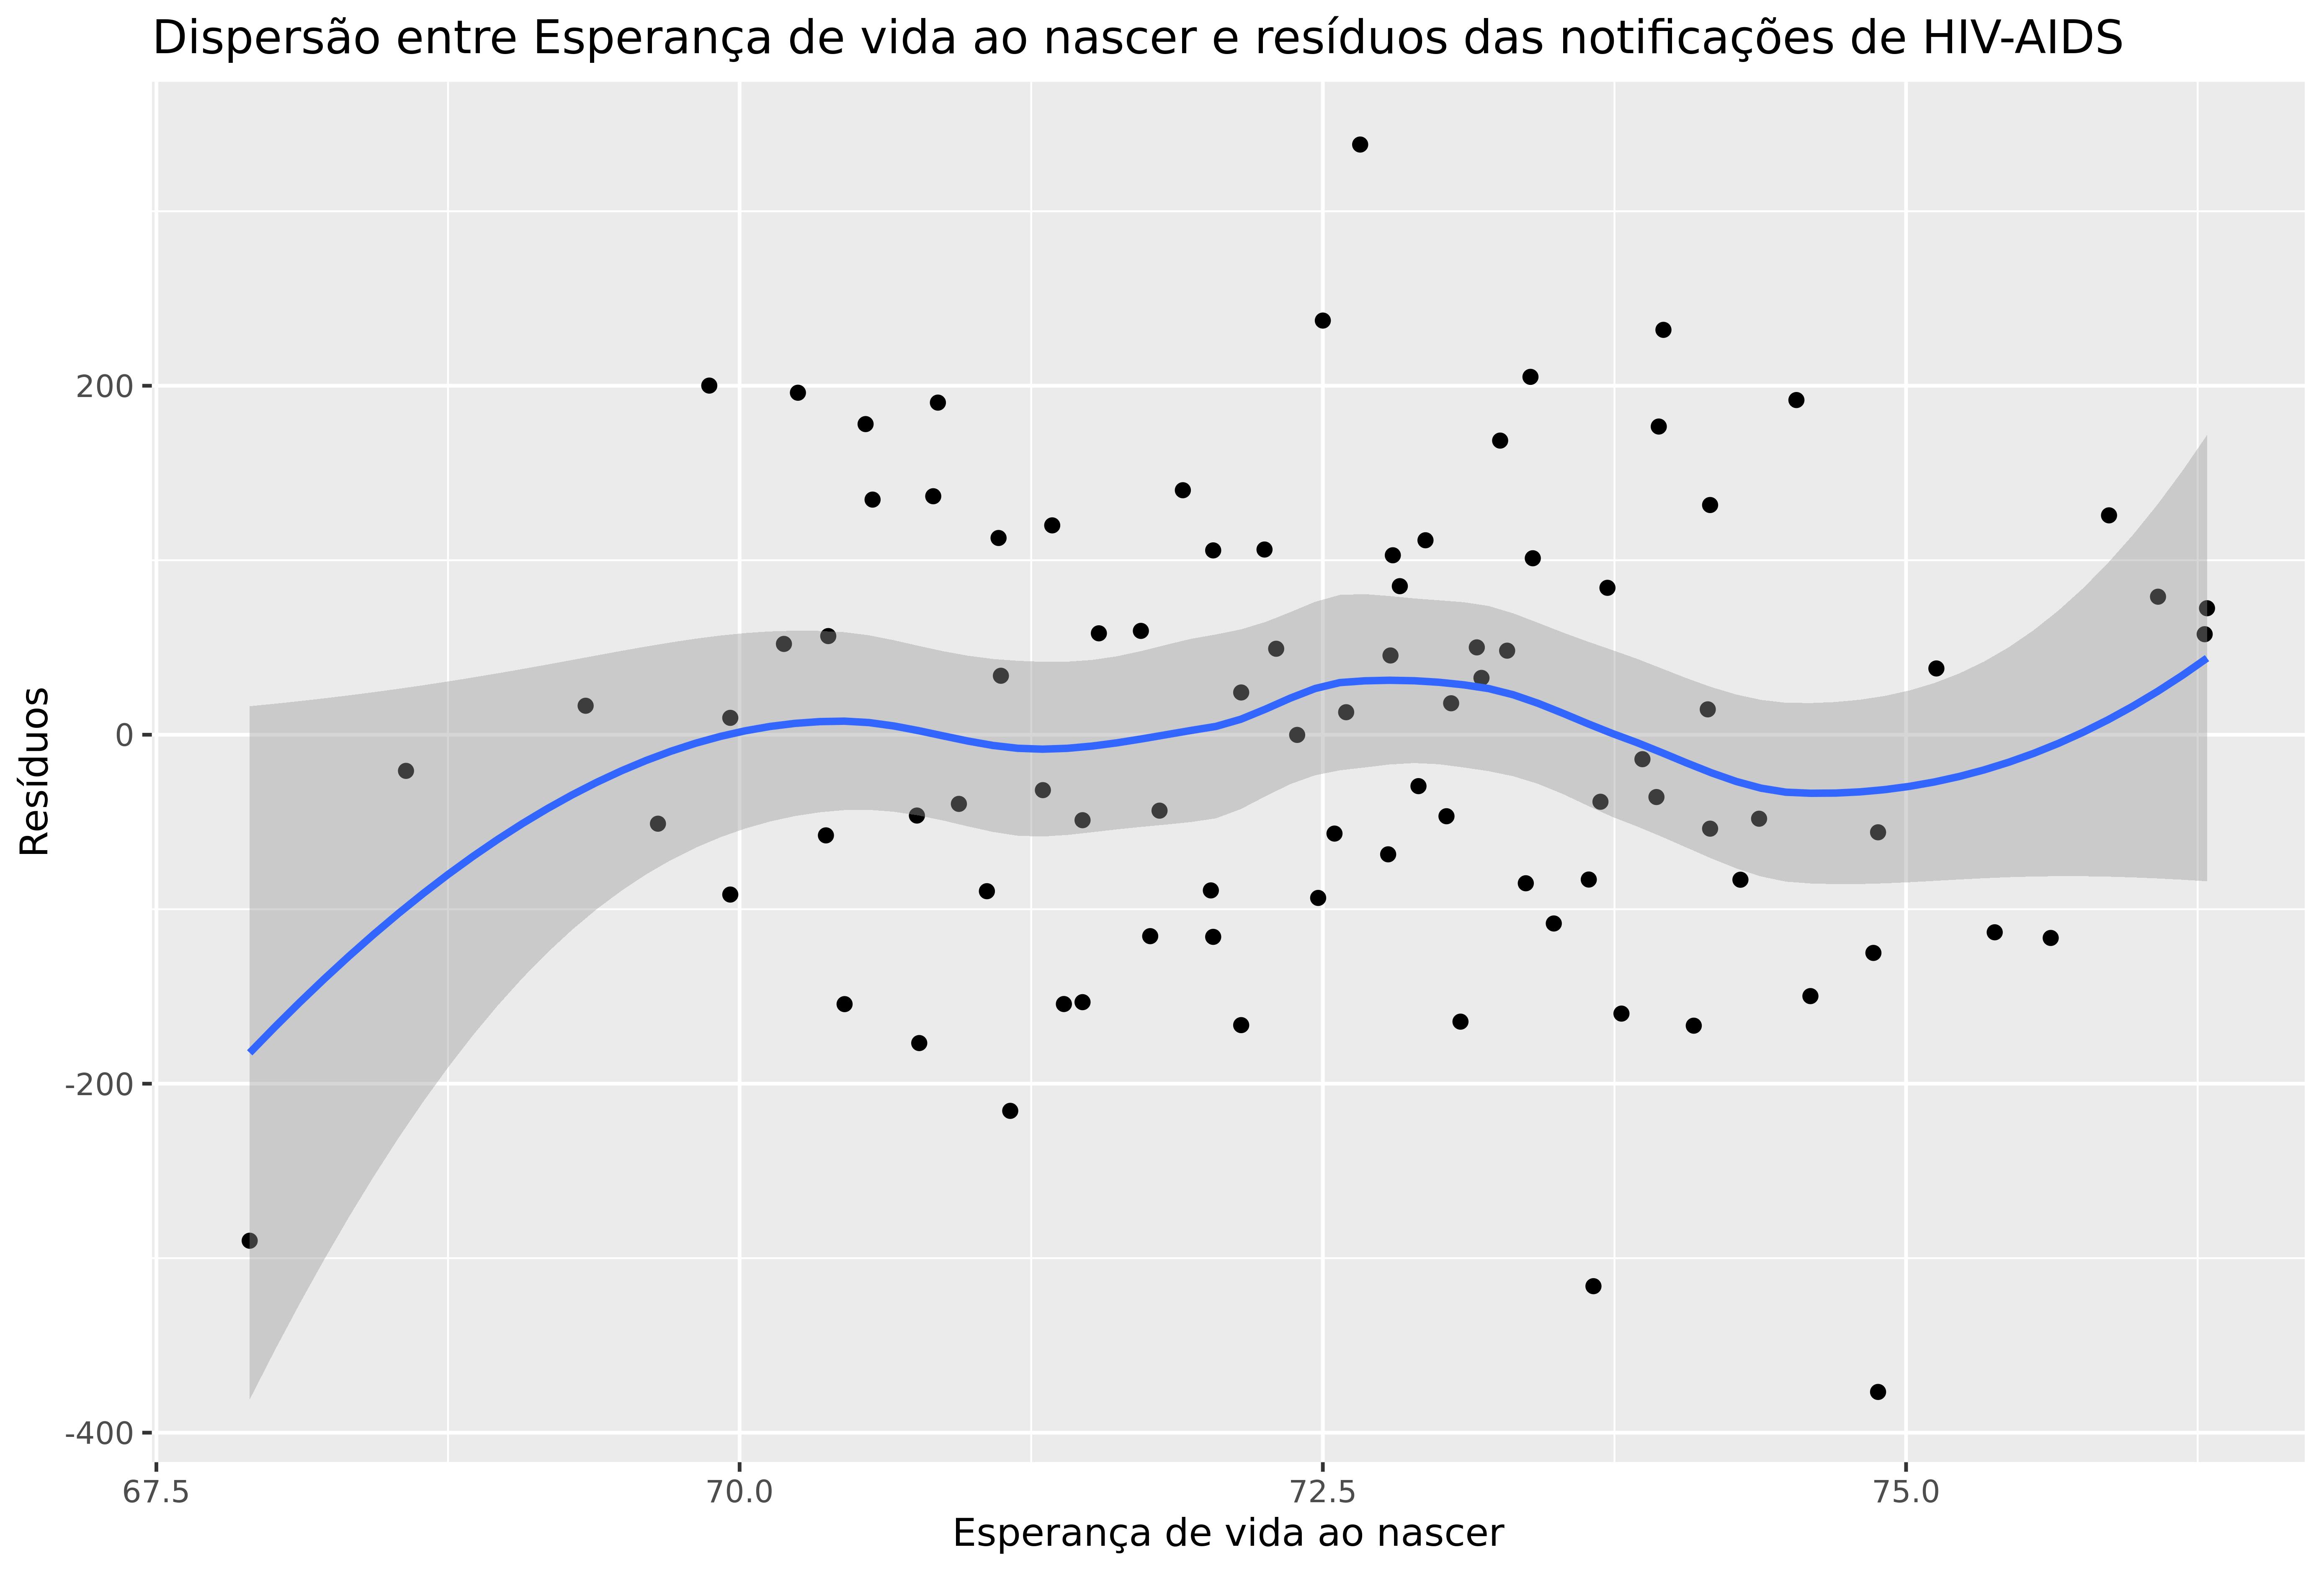 Dispersão entre Esperança de vida ao nascer e resíduos das notificações de HIV-AIDS
Resíduos
200
0
-200
-400
67.5 70.0 72.5 75.0
Esperança de vida ao nascer